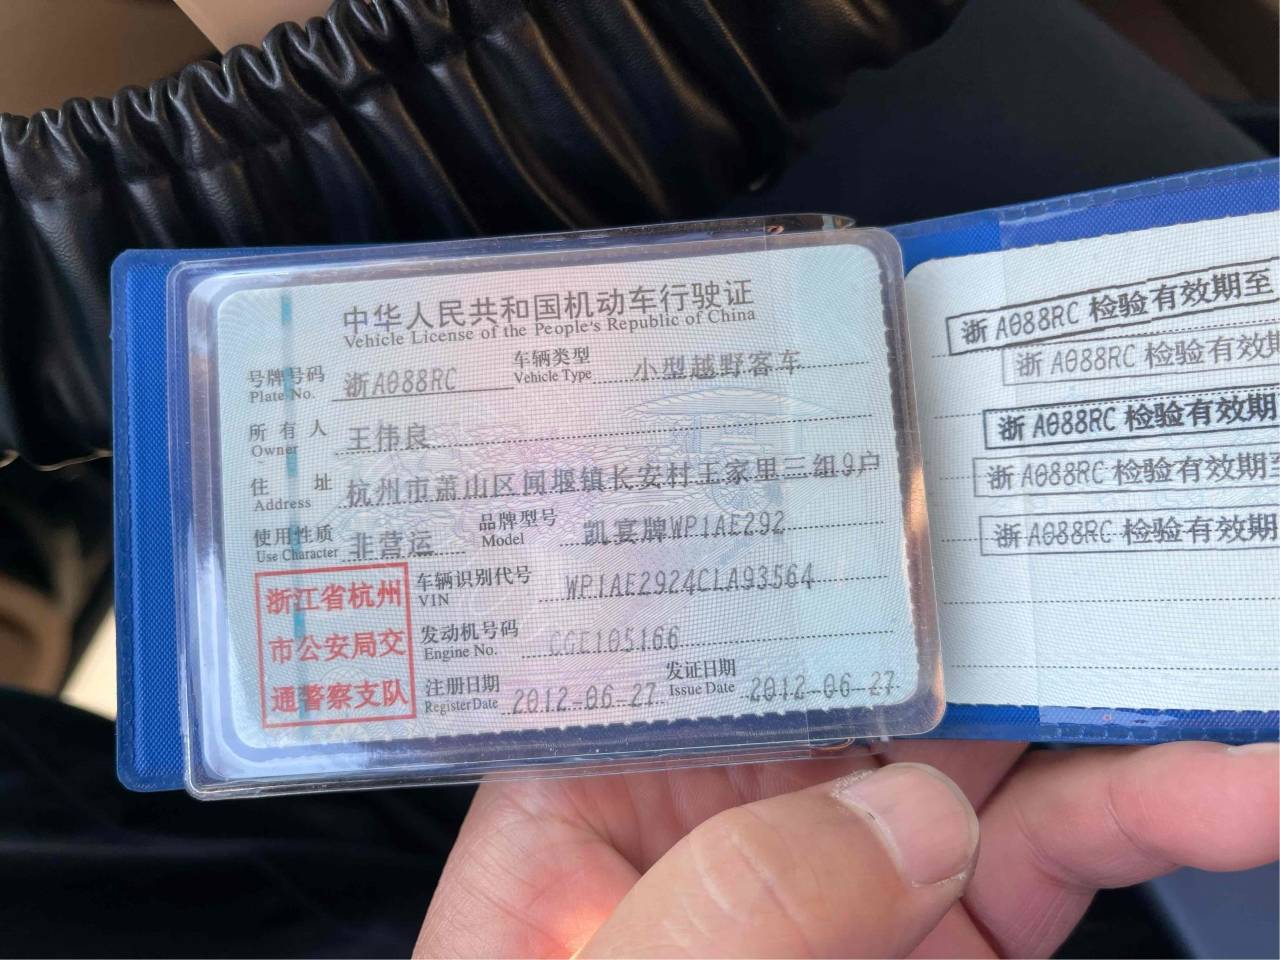 中华人民共和国机动车行驶证
Vehicle License of the People's Republic of China
号牌号码 浙A088RC 车辆类型 小型越野客车
Plate No. Vehicle Type
所有人 王伟良
Owner
住址 杭州市萧山区闻堰镇长安村王家里三组9户
Address
使用性质 非营运 品牌型号 凯宴牌WP1AE292
Use Character Model
浙江省杭州
市公安局交
通警察支队
车辆识别代号 WP1AE2924CLA93564
VIN
发动机号码 CGE105166
Engine No.
注册日期 2012-06-27 发证日期 2012-06-27
Register Date Issue Date
浙A088RC检验有效期至
浙A088RC检验有效期
浙A088RC检验有效期
浙A088RC检验有效期至
浙A088RC检验有效期